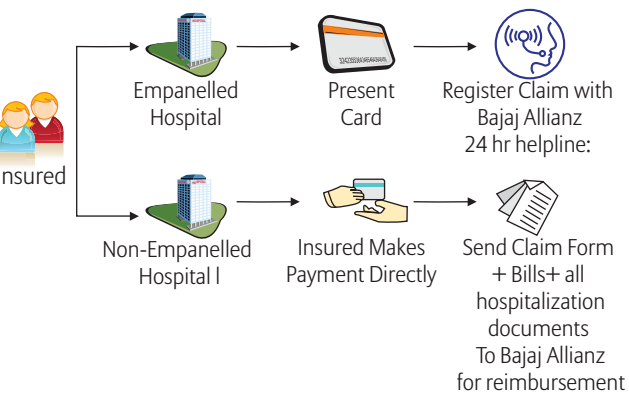 Empanelled
Hospital
Present
Card
Register Claim with
Bajaj Allianz
24 hr helpline:
nsured
Non-Empanelled
Hospital l
Insured Makes
Payment Directly
Send Claim Form
+ Bills+ all
hospitalization
documents
To Bajaj Allianz
for reimbursement